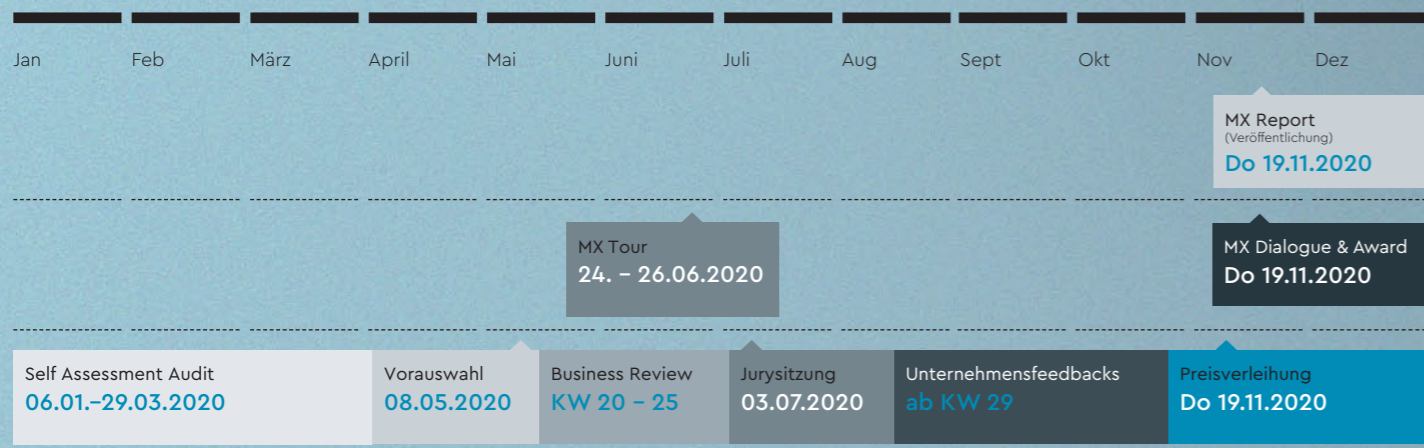 Jan Feb März April Mai Juni Juli Aug Sept Okt Nov Dez
MX Report
(Veröffentlichung)
Do 19.11.2020
MX Tour
24. – 26.06.2020
MX Dialogue & Award
Do 19.11.2020
Self Assessment Audit
06.01.–29.03.2020
Vorauswahl
08.05.2020
Business Review
KW 20 – 25
Jurysitzung
03.07.2020
Unternehmensfeedbacks
ab KW 29
Preisverleihung
Do 19.11.2020